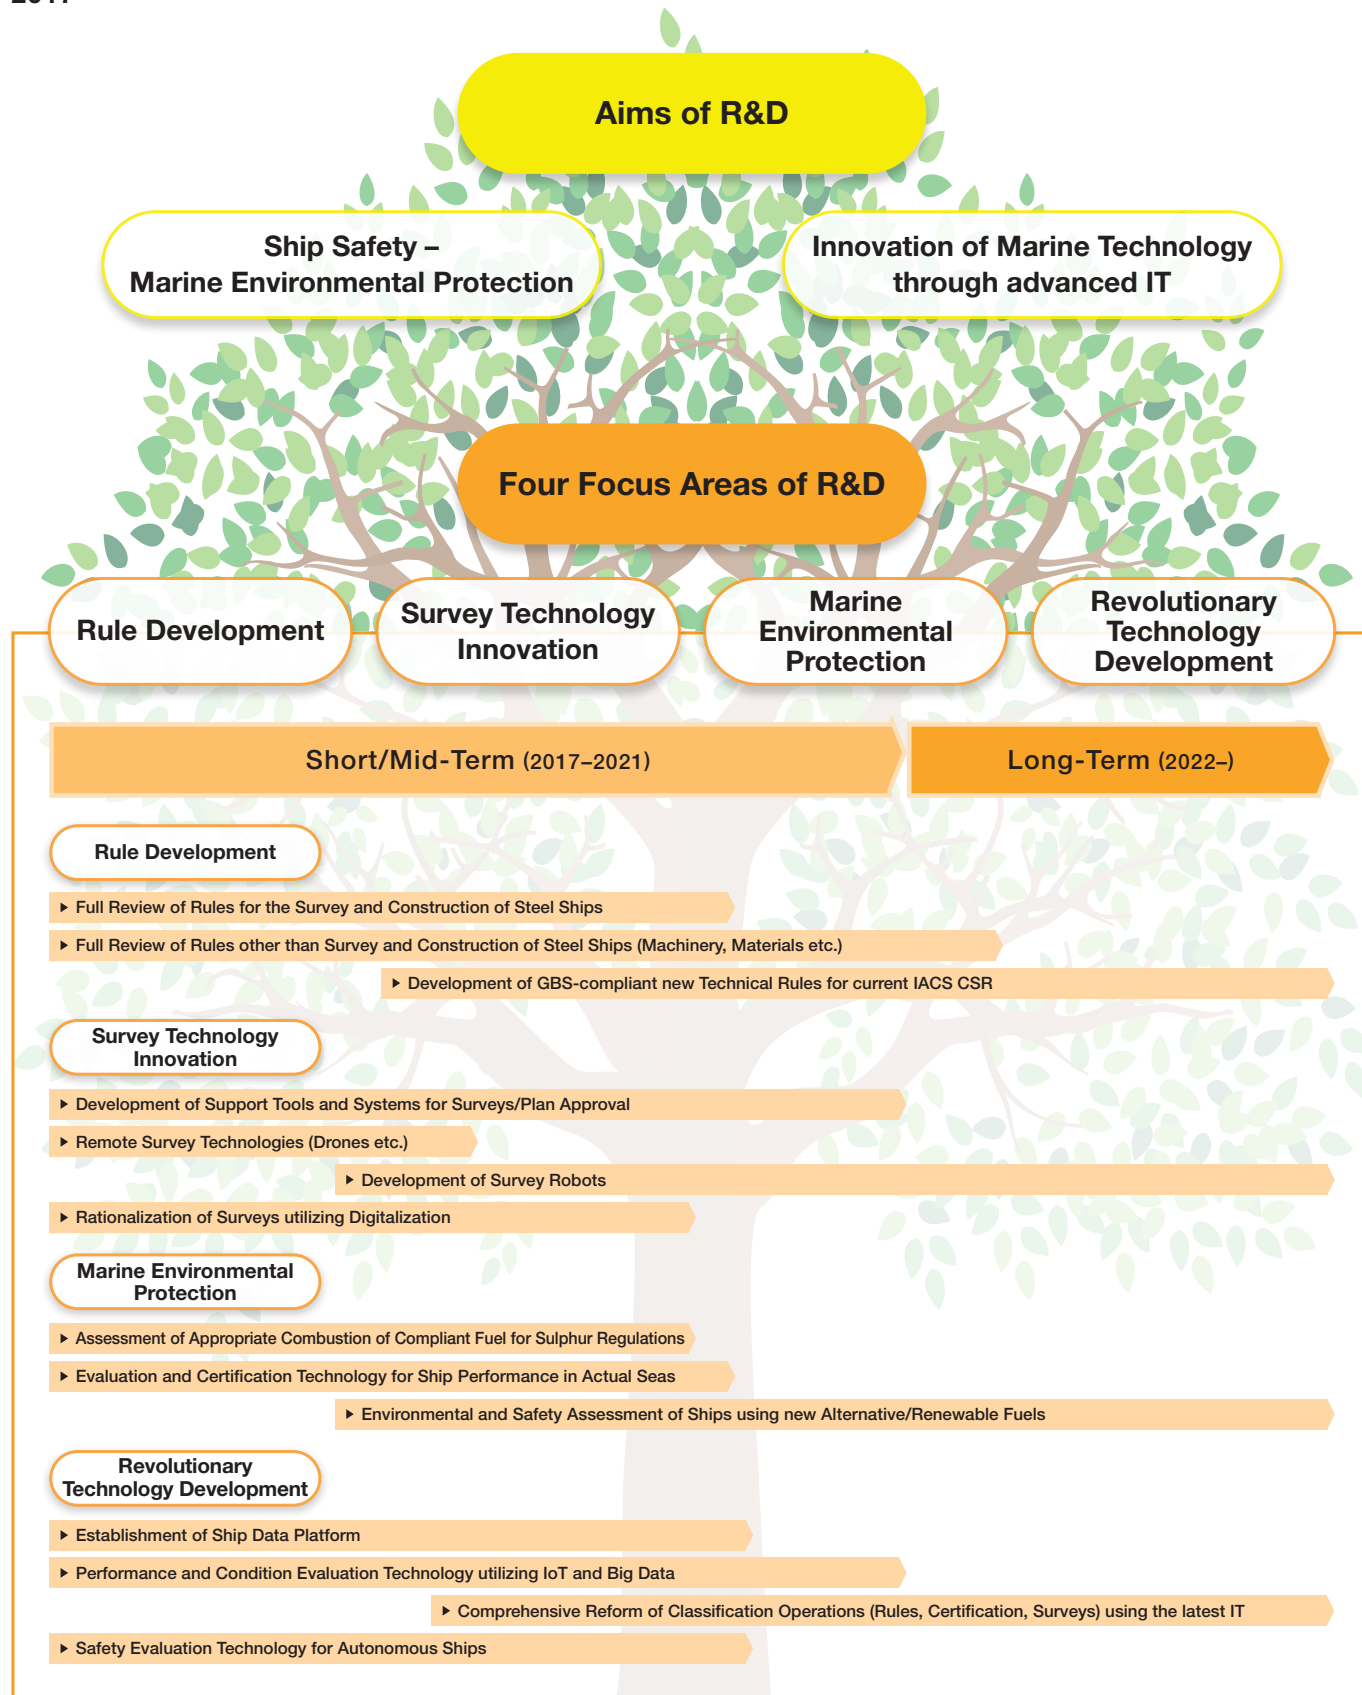 Aims of R&D
Ship Safety –
Marine Environmental Protection
Innovation of Marine Technology
through advanced IT
Four Focus Areas of R&D
Rule Development
Survey Technology
Innovation
Marine
Environmental
Protection
Revolutionary
Technology
Development
Short/Mid-Term (2017–2021)
Long-Term (2022–)
Rule Development
▶ Full Review of Rules for the Survey and Construction of Steel Ships
▶ Full Review of Rules other than Survey and Construction of Steel Ships (Machinery, Materials etc.)
▶ Development of GBS-compliant new Technical Rules for current IACS CSR
Survey Technology
Innovation
▶ Development of Support Tools and Systems for Surveys/Plan Approval
▶ Remote Survey Technologies (Drones etc.)
▶ Development of Survey Robots
▶ Rationalization of Surveys utilizing Digitalization
Marine Environmental
Protection
▶ Assessment of Appropriate Combustion of Compliant Fuel for Sulphur Regulations
▶ Evaluation and Certification Technology for Ship Performance in Actual Seas
▶ Environmental and Safety Assessment of Ships using new Alternative/Renewable Fuels
Revolutionary
Technology Development
▶ Establishment of Ship Data Platform
▶ Performance and Condition Evaluation Technology utilizing IoT and Big Data
▶ Comprehensive Reform of Classification Operations (Rules, Certification, Surveys) using the latest IT
▶ Safety Evaluation Technology for Autonomous Ships